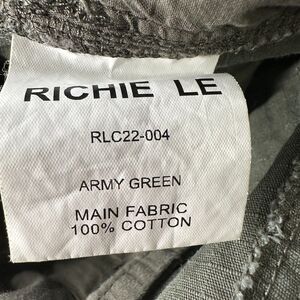 RICHIE LE
RLC22-004
ARMY GREEN
MAIN FABRIC
100% COTTON